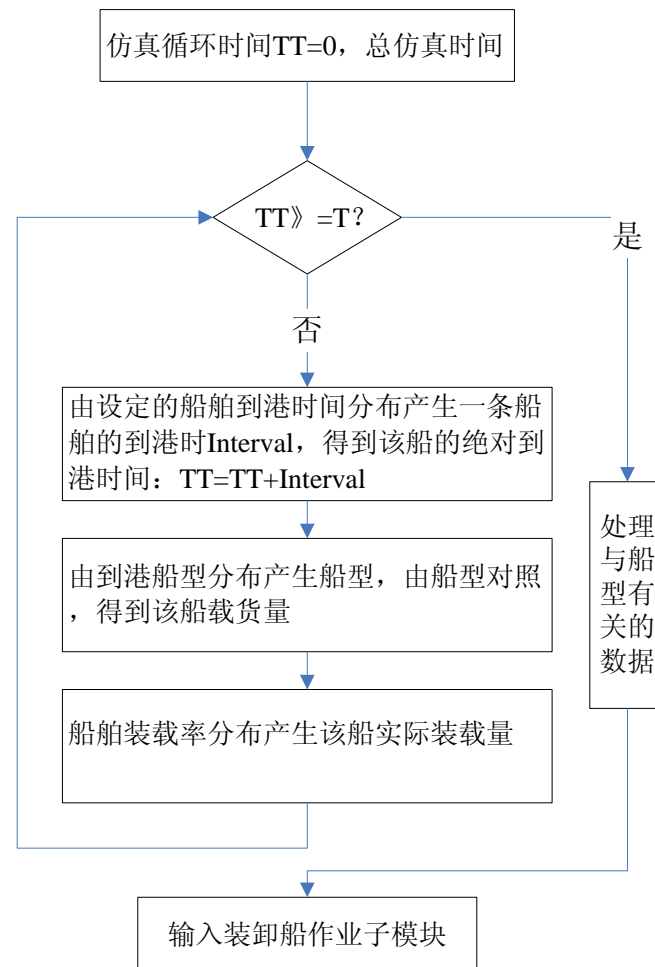 仿真循环时间TT=0，总仿真时间
TT》=T？
是
否
由设定的船舶到港时间分布产生一条船
舶的到港时Interval，得到该船的绝对到
港时间：TT=TT+Interval
处理
与船
型有
关的
数据
由到港船型分布产生船型，由船型对照
，得到该船载货量
船舶装载率分布产生该船实际装载量
输入装卸船作业子模块